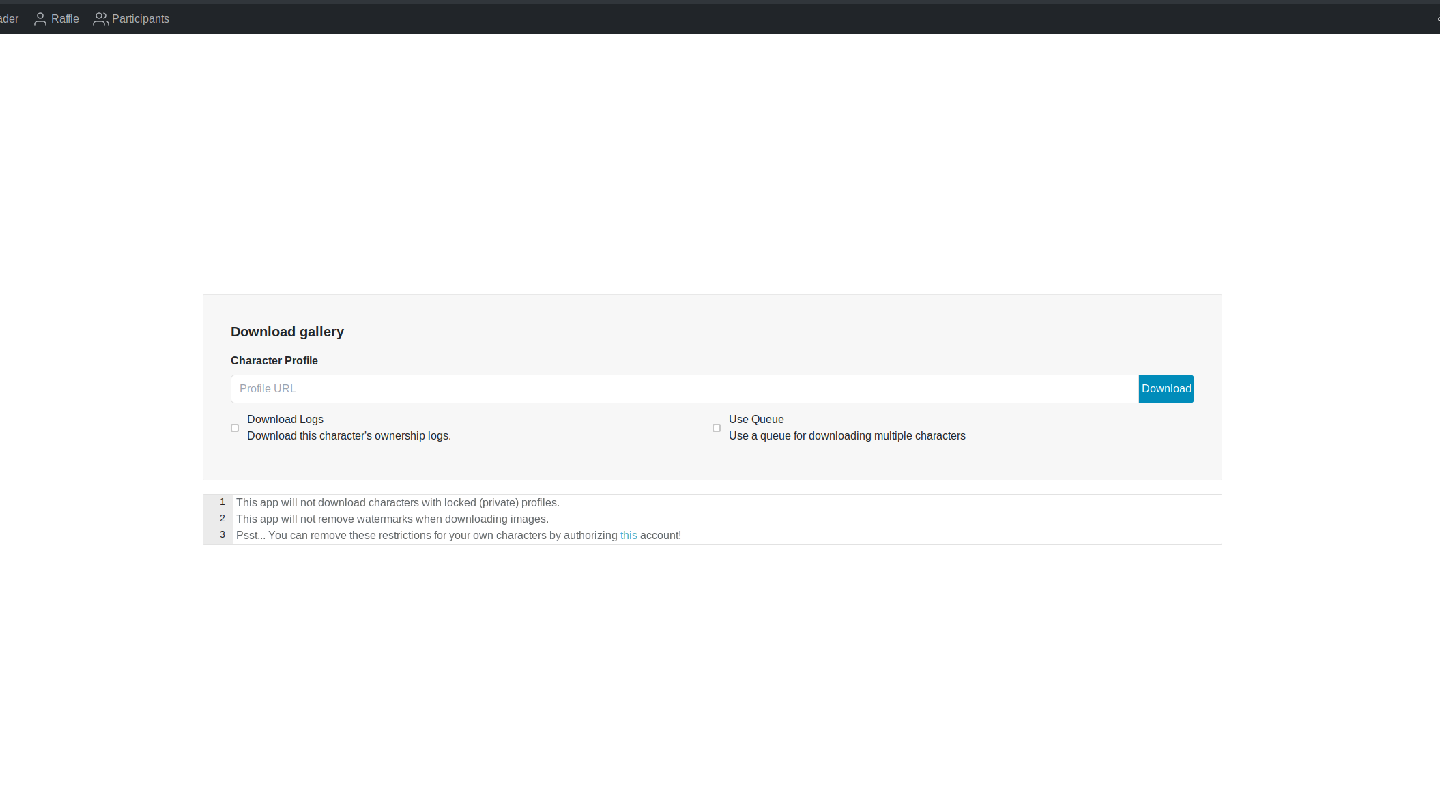 ader Raffle Participants
Download gallery
Character Profile
Profile URL Download
Download Logs
Download this character's ownership logs.
Use Queue
Use a queue for downloading multiple characters
1 This app will not download characters with locked (private) profiles.
2 This app will not remove watermarks when downloading images.
3 Psst... You can remove these restrictions for your own characters by authorizing this account!